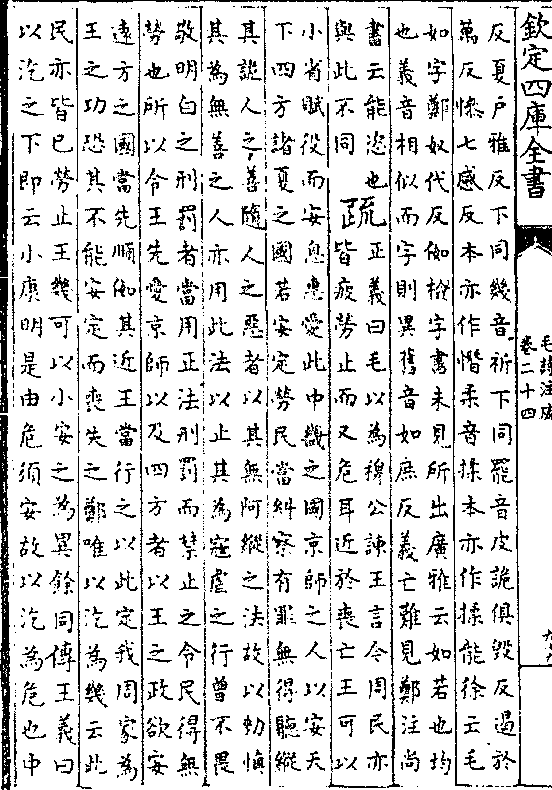 欽定四庫全書
毛詩注疏
卷二十四
反夏戶雅反下同幾音祈下同罷音皮詭俱毀反遏於
萬反慘七感反本亦作憯柔音揉本亦作揉能徐云毛
如字鄭奴代反伽檢字書未見所出廣雅云如若也均
也義音相似而字則異舊音如庶反義亡難見鄭注尚
書云能恣也
與此不同
疏
正義曰毛以為穆公諫王言今周民亦
皆疲勞止而又危耳近於喪亡王可以
小省賦役而安息惠愛此中畿之國京師之人以安天
下四方諸夏之國若安定勞民當糾察有罪無得聽縱
其詭人之善隨人之惡者以其無阿縱之法故以勑慎
其為無善之人亦用此法以止其為寇虐之行曾不畏
敬明白之刑罰者當用正法刑罰而禁止之令民得無
勢也所以令王先愛京師以及四方者以王之政欲安
遠方之國當先順伽其近王當行之以此定我周家為
王之功恐其不能安定而喪失之鄭唯以汔為幾云此
民亦皆已勞止王幾可以小安之為異餘同傳王義曰
以汔之下即云小康明是由危須安故以汔為危也中